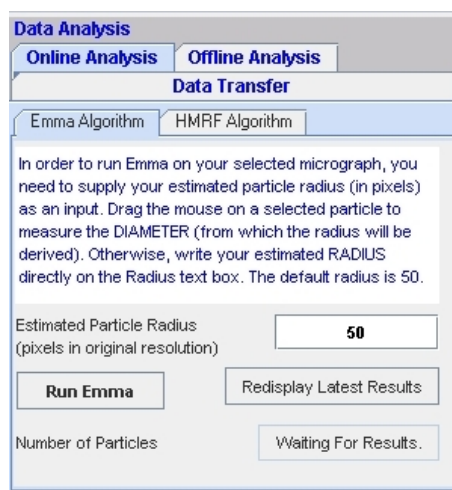 Data Analysis
Online Analysis Offline Analysis
Data Transfer
Emma Algorithm HMRF Algorithm
In order to run Emma on your selected micrograph, you
need to supply your estimated particle radius (in pixels)
as an input. Drag the mouse on a selected particle to
measure the DIAMETER (from which the radius will be
derived). Otherwise, write your estimated RADIUS
directly on the Radius text box. The default radius is 50.
Estimated Particle Radius
(pixels in original resolution)
50
Run Emma Redisplay Latest Results
Number of Particles Waiting For Results.